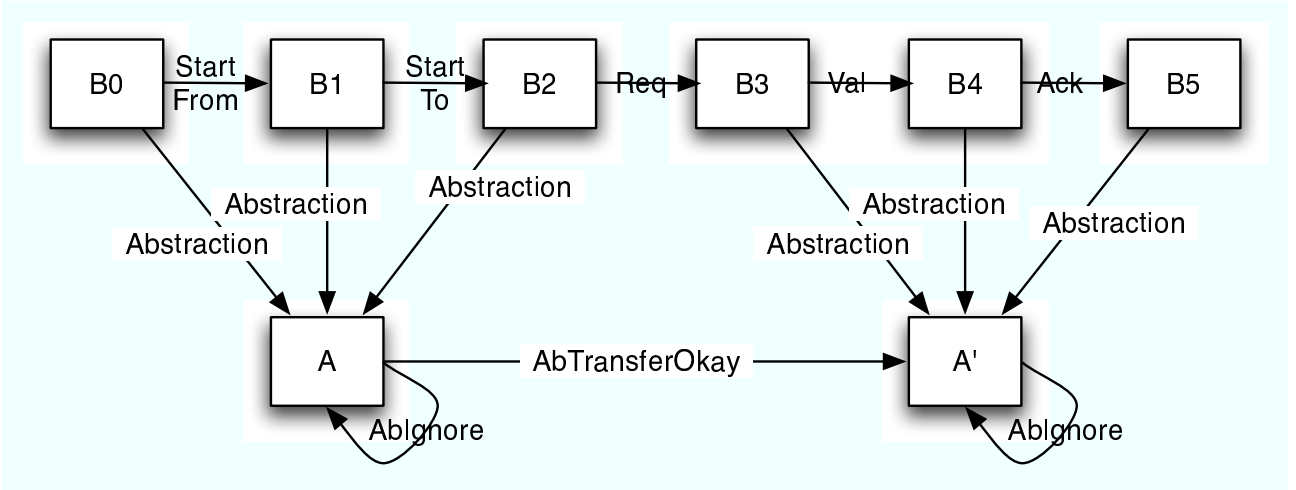 B0
Start
From
B1
Start
To
B2
Req
B3
Val
B4
Ack
B5
Abstraction
Abstraction
Abstraction
Abstraction
Abstraction
Abstraction
A
AbTransferOkay
A'
AbIgnore
AbIgnore